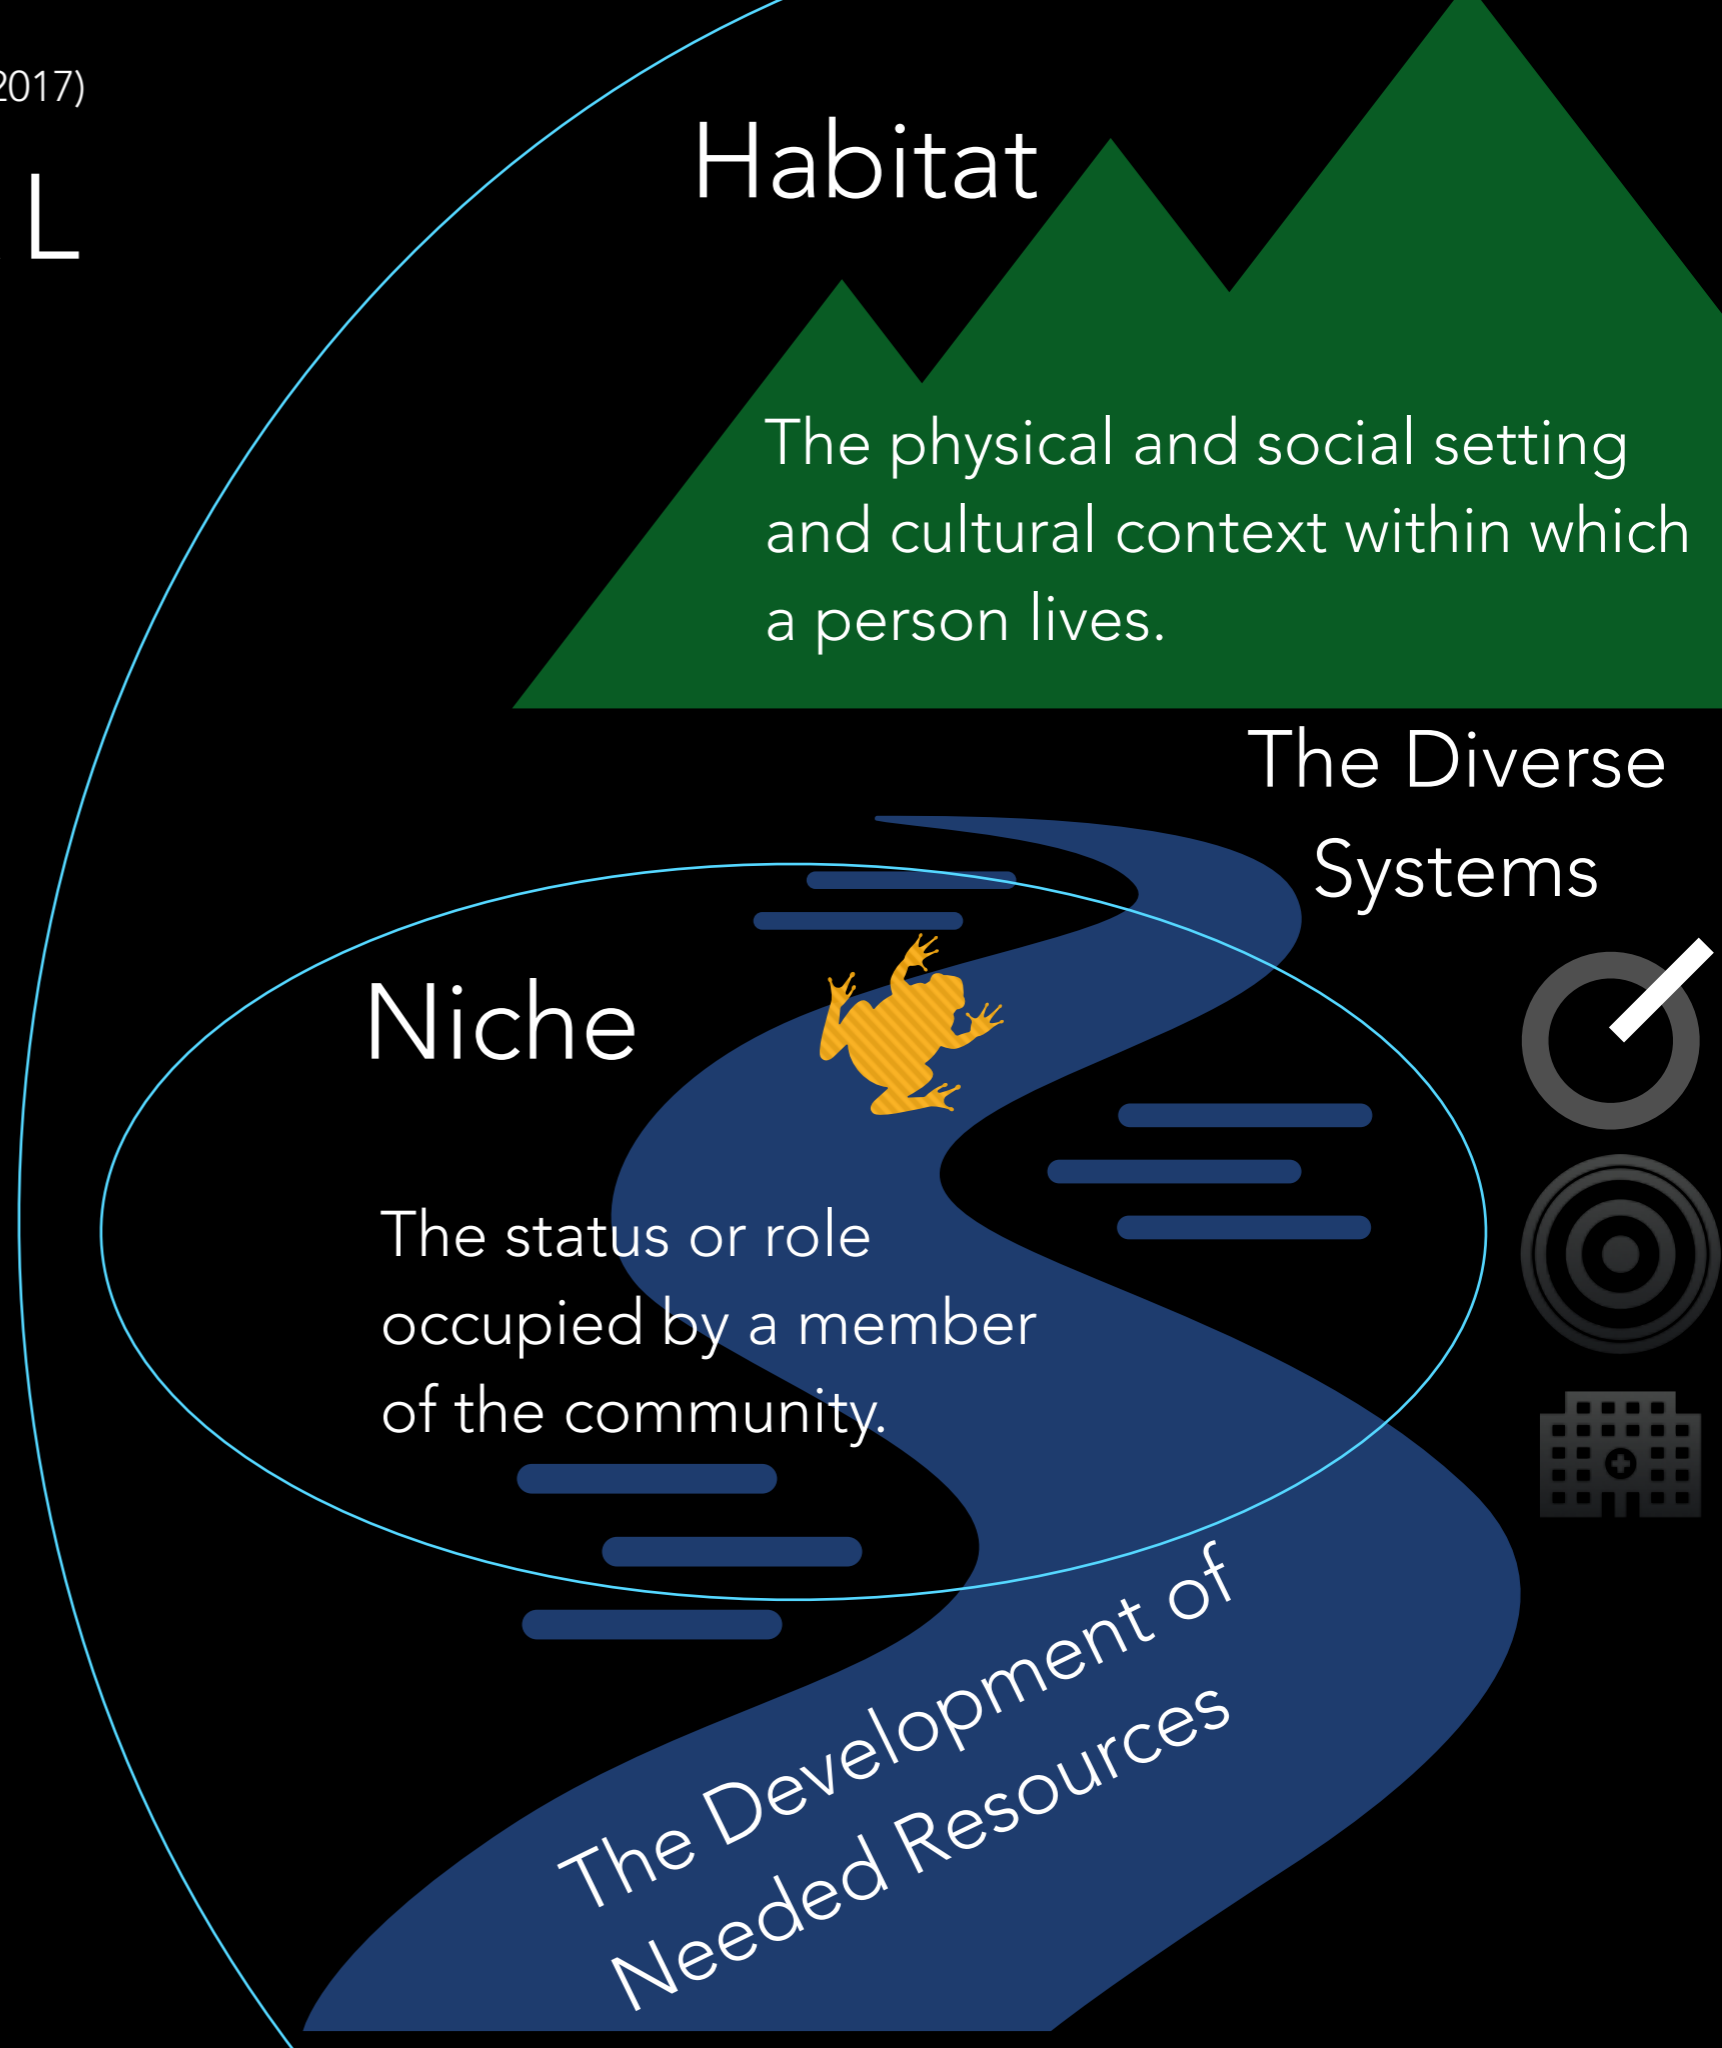 2017)
L
Habitat
The physical and social setting
and cultural context within which
a person lives.
The Diverse
Systems
Niche
The status or role
occupied by a member
of the community.
The Development of
Needed Resources